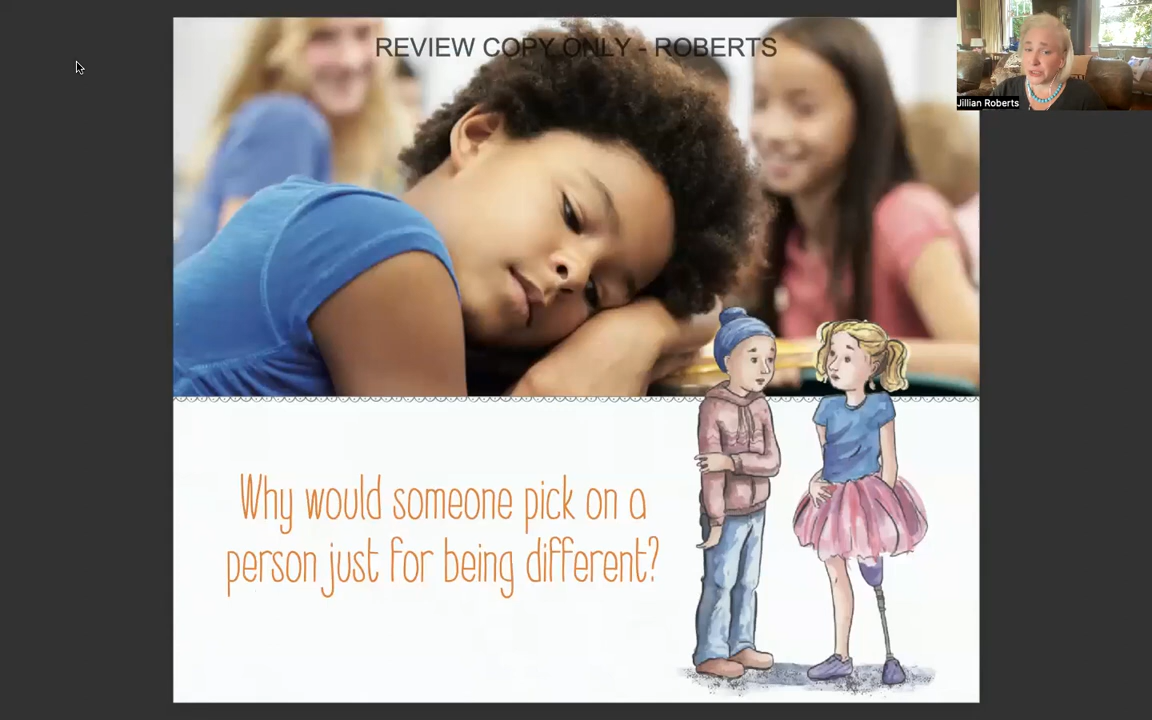 REVIEW COPY ONLY - ROBERTS
Jillian Roberts
Why would someone pick on a
person just for being different?